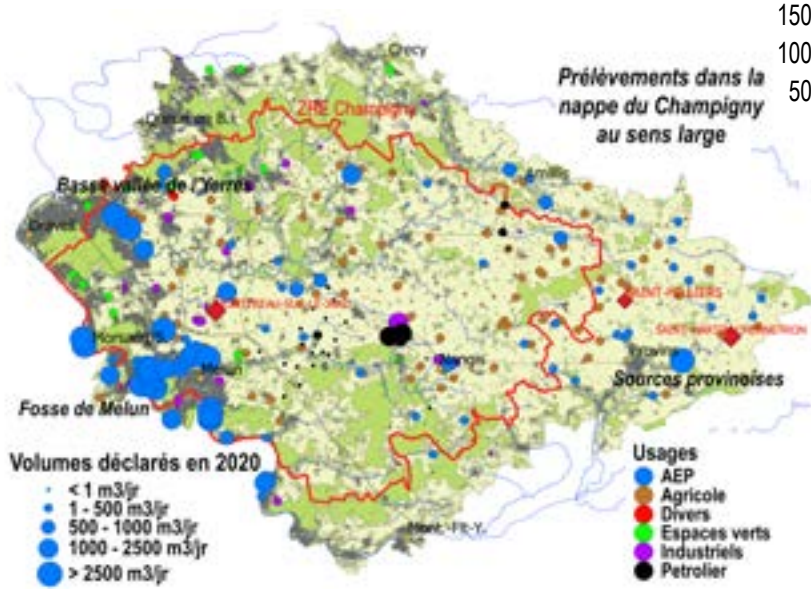 150
100
50
Crecy
Prélèvements dans la
nappe du Champigny
au sens large
ZRE Champigny
Amillis
Basse vallée de l'Yerres
Nangis
Melun
Provins
Sources provinoises
Fosse de Melun
Mont.-Flt-Y.
Volumes déclarés en 2020
< 1 m3/jr
1 - 500 m3/jr
500 - 1000 m3/jr
1000 - 2500 m3/jr
> 2500 m3/jr
Usages
AEP
Agricole
Divers
Espaces verts
Industriels
Petrolier